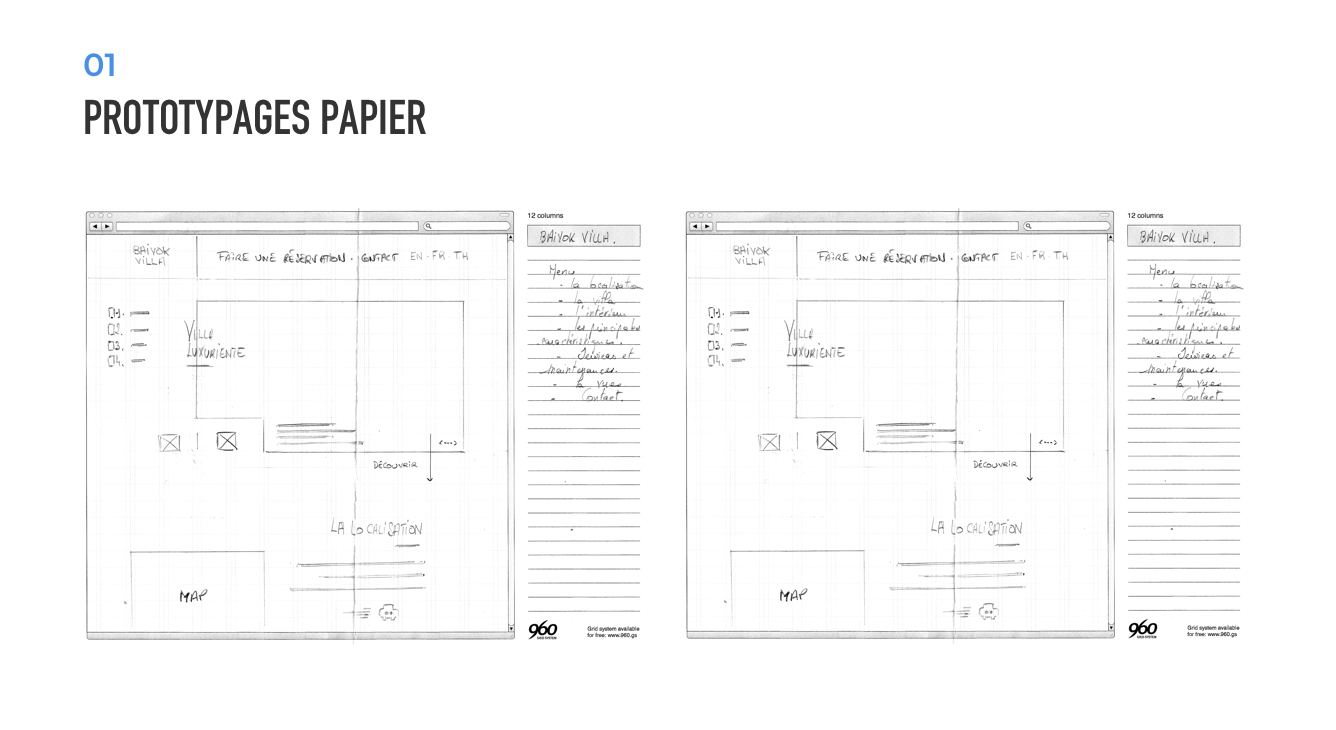 01
PROTOTYPAGES PAPIER
BAIYOK
VILLA
FAIRE UNE RÉSERVATION · CONTACT EN · FR · TH
01.
02.
03.
04.
VILLA
LUXURIENTE
DÉCOUVRIR
LA LOCALISATION
MAP
12 columns
BAIYOK VILLA.
Menu
- la localisation
- la villa
- l'intérieur
- les principales
caractéristiques.
- Services et
Maintenances.
- la vues
- Contact.
960
GRID SYSTEM
Grid system available
for free: www.960.gs
BAIYOK
VILLA
FAIRE UNE RÉSERVATION · CONTACT EN · FR · TH
01.
02.
03.
04.
VILLA
LUXURIENTE
DÉCOUVRIR
LA LOCALISATION
MAP
12 columns
BAIYOK VILLA.
Menu
- la localisation
- la villa
- l'intérieur
- les principales
caractéristiques.
- Services et
Maintenances.
- la vues
- Contact.
960
GRID SYSTEM
Grid system available
for free: www.960.gs